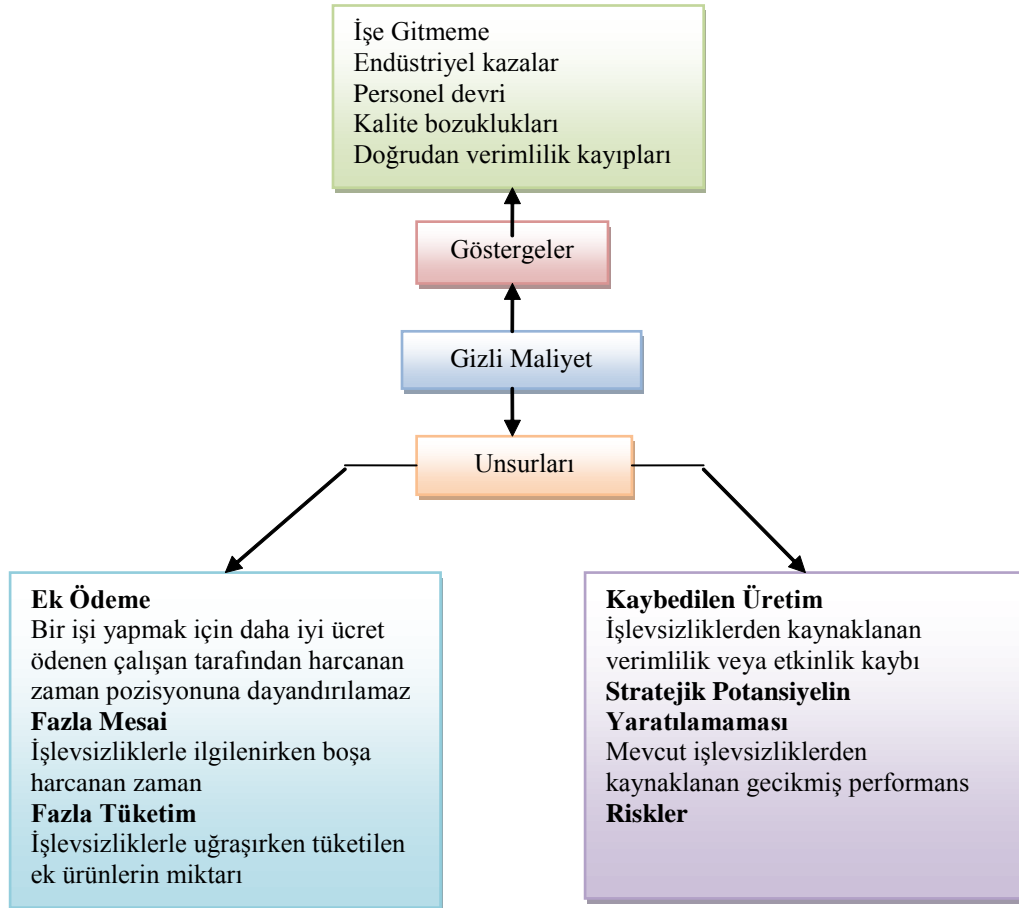 İşe Gitmeme
Endüstriyel kazalar
Personel devri
Kalite bozuklukları
Doğrudan verimlilik kayıpları
Göstergeler
Gizli Maliyet
Unsurları
Ek Ödeme
Bir işi yapmak için daha iyi ücret
ödenen çalışan tarafından harcanan
zaman pozisyonuna dayandırılamaz
Fazla Mesai
İşlevsizliklerle ilgilenirken boşa
harcanan zaman
Fazla Tüketim
İşlevsizliklerle uğraşırken tüketilen
ek ürünlerin miktarı
Kaybedilen Üretim
İşlevsizliklerden kaynaklanan
verimlilik veya etkinlik kaybı
Stratejik Potansiyelin
Yaratılamaması
Mevcut işlevsizliklerden
kaynaklanan gecikmiş performans
Riskler